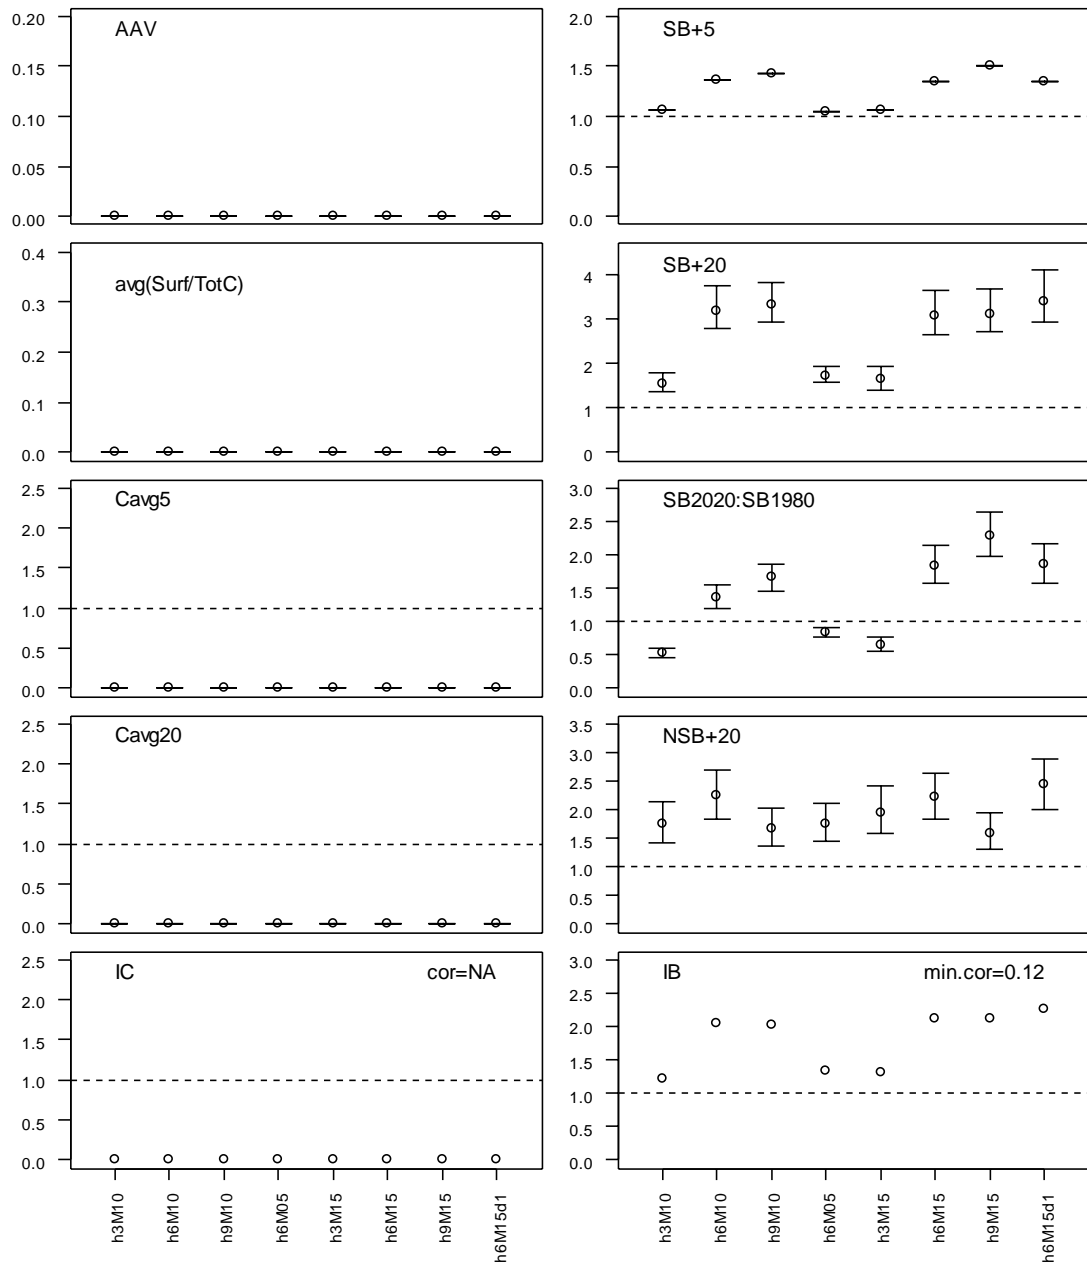 AAV
0.20
0.15
0.10
0.05
0.00
SB+5
2.0
1.5
1.0
0.5
0.0
avg(Surf/TotC)
0.4
0.3
0.2
0.1
0.0
SB+20
4
3
2
1
0
Cavg5
2.5
2.0
1.5
1.0
0.5
0.0
SB2020:SB1980
3.0
2.5
2.0
1.5
1.0
0.5
0.0
Cavg20
2.5
2.0
1.5
1.0
0.5
0.0
NSB+20
3.5
3.0
2.5
2.0
1.5
1.0
0.5
0.0
IC cor=NA
2.5
2.0
1.5
1.0
0.5
0.0
h3M10
h6M10
h9M10
h6M05
h3M15
h6M15
h9M15
h6M15d1
IB min.cor=0.12
3.0
2.5
2.0
1.5
1.0
0.5
0.0
h3M10
h6M10
h9M10
h6M05
h3M15
h6M15
h9M15
h6M15d1